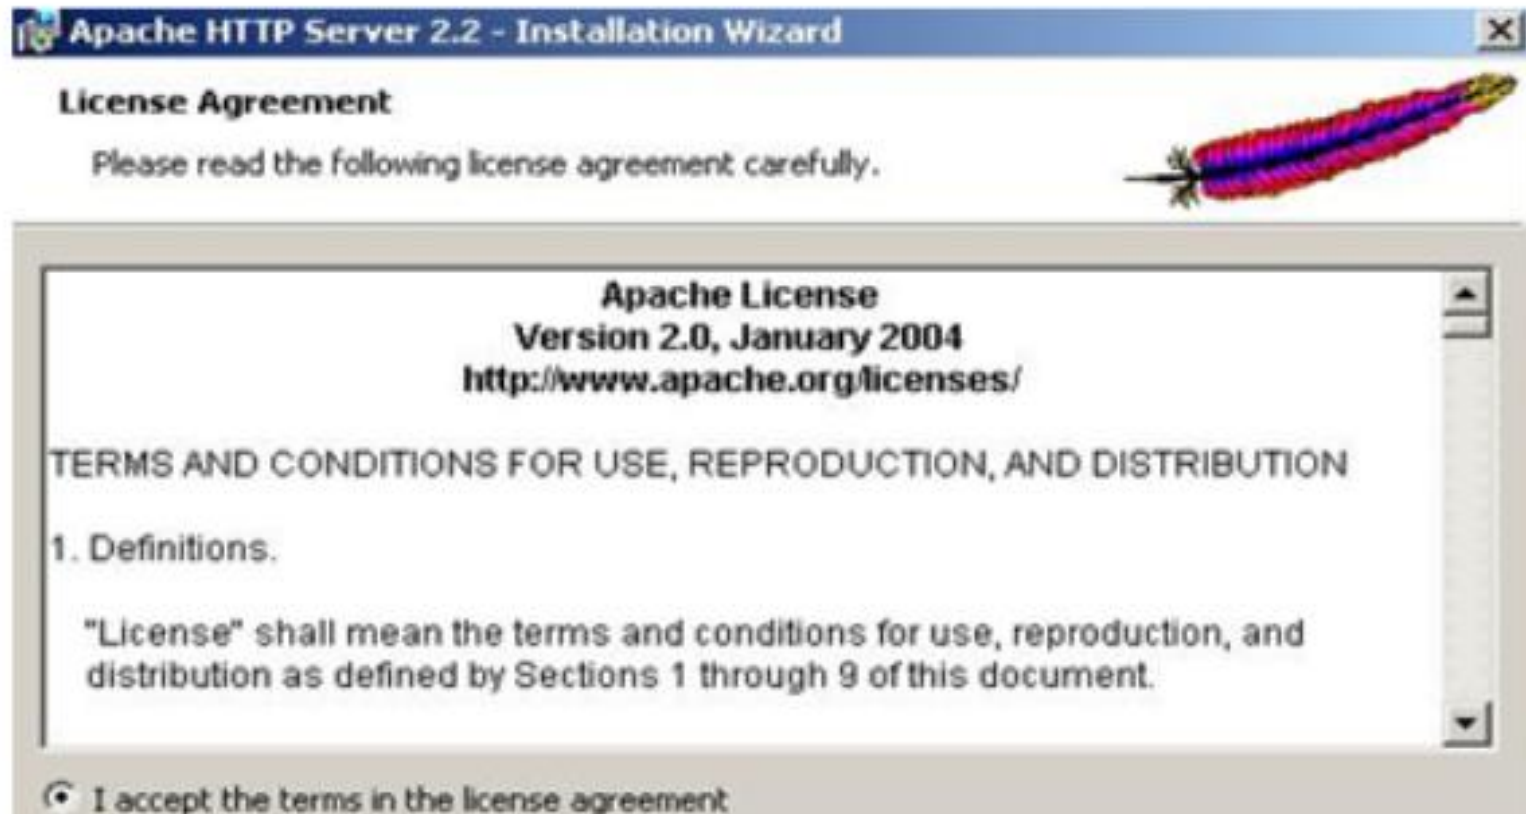 Apache HTTP Server 2.2 - Installation Wizard
License Agreement
Please read the following license agreement carefully.
Apache License
Version 2.0, January 2004
http://www.apache.org/licenses/
TERMS AND CONDITIONS FOR USE, REPRODUCTION, AND DISTRIBUTION
1. Definitions.
"License" shall mean the terms and conditions for use, reproduction, and
distribution as defined by Sections 1 through 9 of this document.
I accept the terms in the license agreement